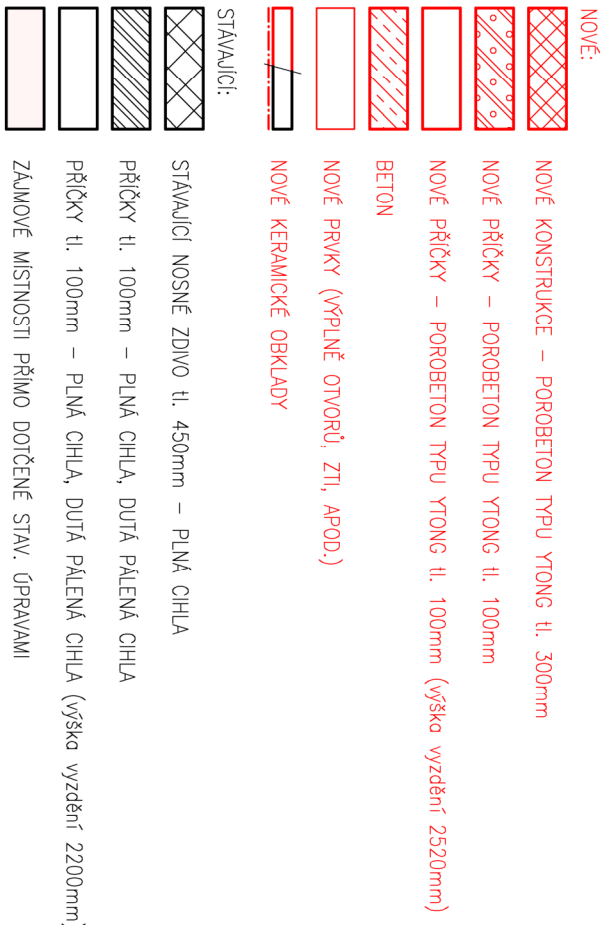 NOVÉ:
NOVÉ KONSTRUKCE – POROBETON TYPU YTONG tl. 300mm
NOVÉ PŘÍČKY – POROBETON TYPU YTONG tl. 100mm
NOVÉ PŘÍČKY – POROBETON TYPU YTONG tl. 100mm (výška vyzdění 2520mm)
BETON
NOVÉ PRVKY (VÝPLNĚ OTVORŮ, ZTI, APOD.)
NOVÉ KERAMICKÉ OBKLADY
STÁVAJÍCÍ:
STÁVAJÍCÍ NOSNÉ ZDIVO tl. 450mm – PLNÁ CIHLA
PŘÍČKY tl. 100mm – PLNÁ CIHLA, DUTÁ PÁLENÁ CIHLA
PŘÍČKY tl. 100mm – PLNÁ CIHLA, DUTÁ PÁLENÁ CIHLA (výška vyzdění 2200mm)
ZÁJMOVÉ MÍSTNOSTI PŘÍMO DOTČENÉ STAV. ÚPRAVAMI